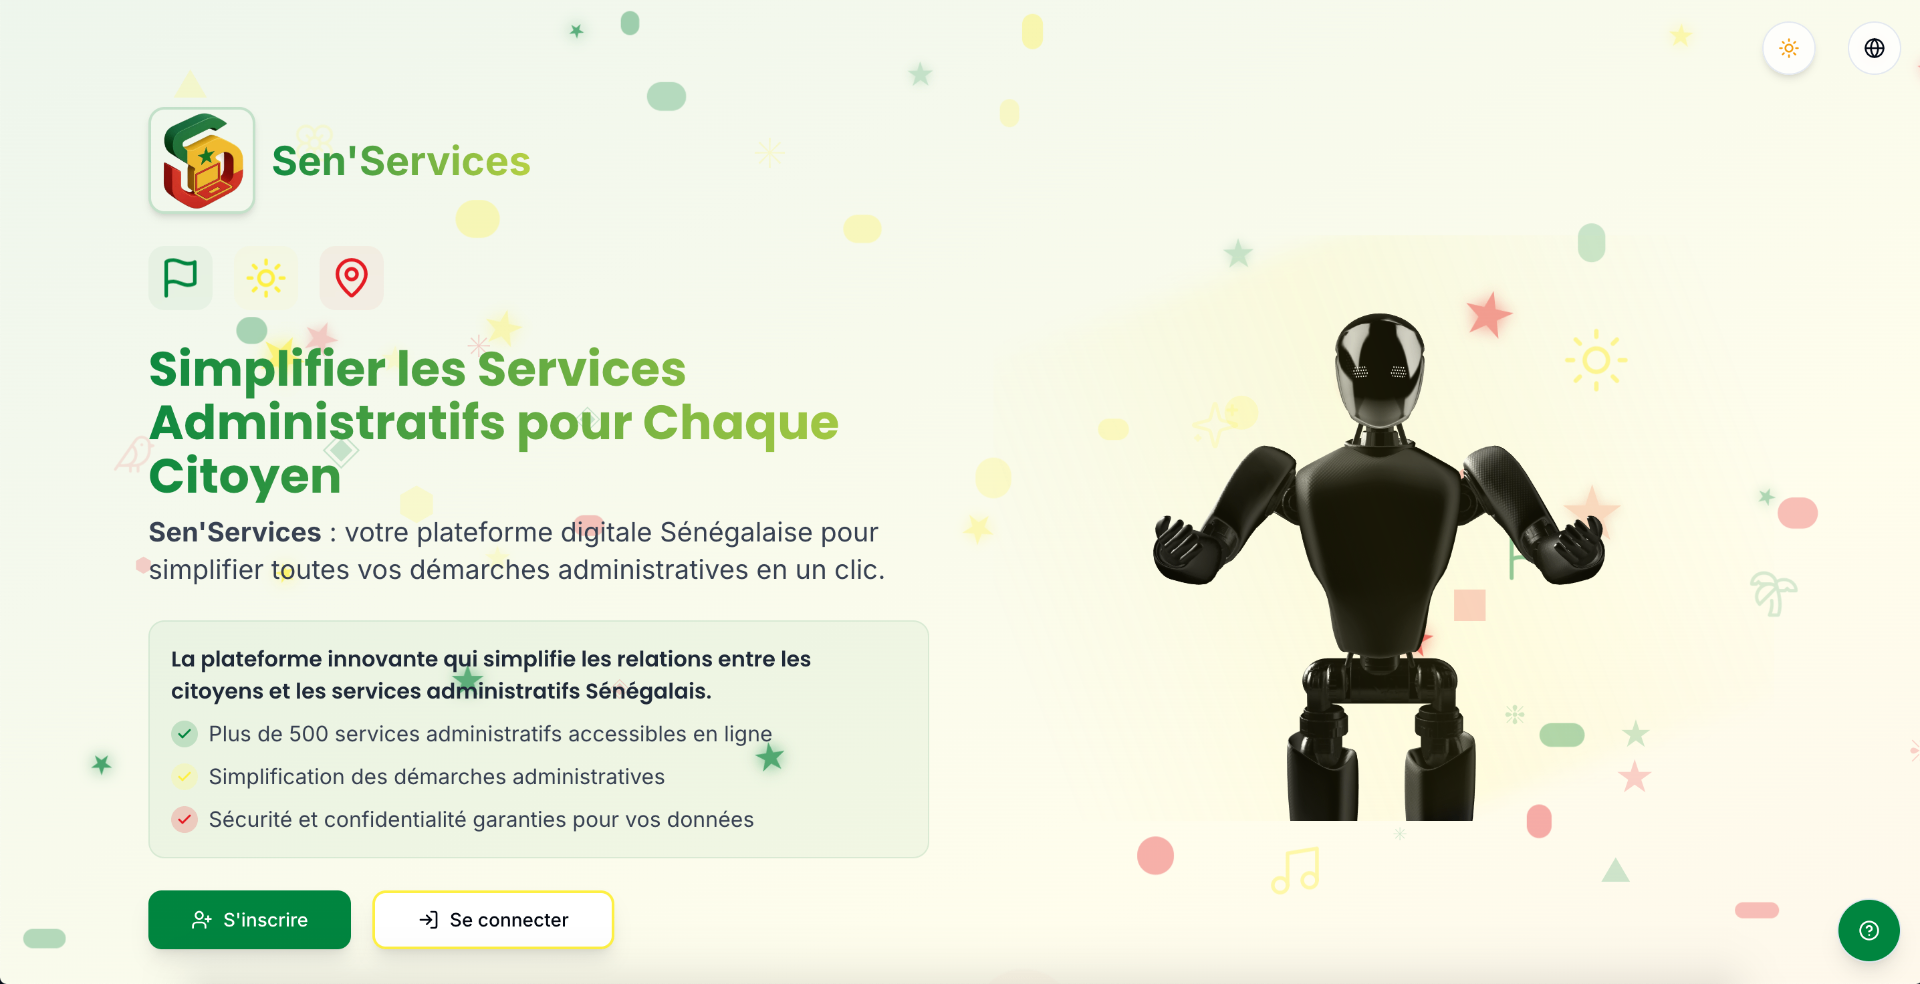 Sen'Services
Simplifier les Services
Administratifs pour Chaque
Citoyen
Sen'Services : votre plateforme digitale Sénégalaise pour
simplifier toutes vos démarches administratives en un clic.
La plateforme innovante qui simplifie les relations entre les
citoyens et les services administratifs Sénégalais.
Plus de 500 services administratifs accessibles en ligne
Simplification des démarches administratives
Sécurité et confidentialité garanties pour vos données
S'inscrire
Se connecter